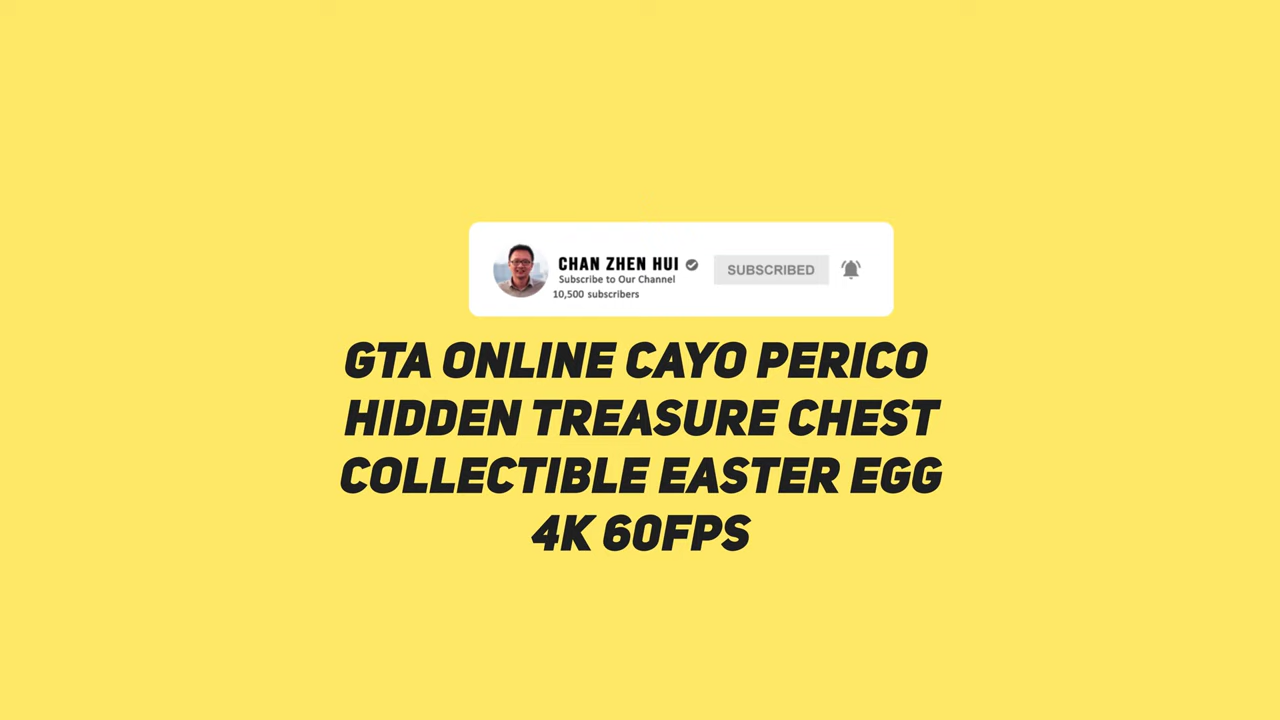 CHAN ZHEN HUI
SUBSCRIBED
Subscribe to Our Channel
10,500 subscribers
GTA ONLINE CAYO PERICO
HIDDEN TREASURE CHEST
COLLECTIBLE EASTER EGG
4K 60FPS